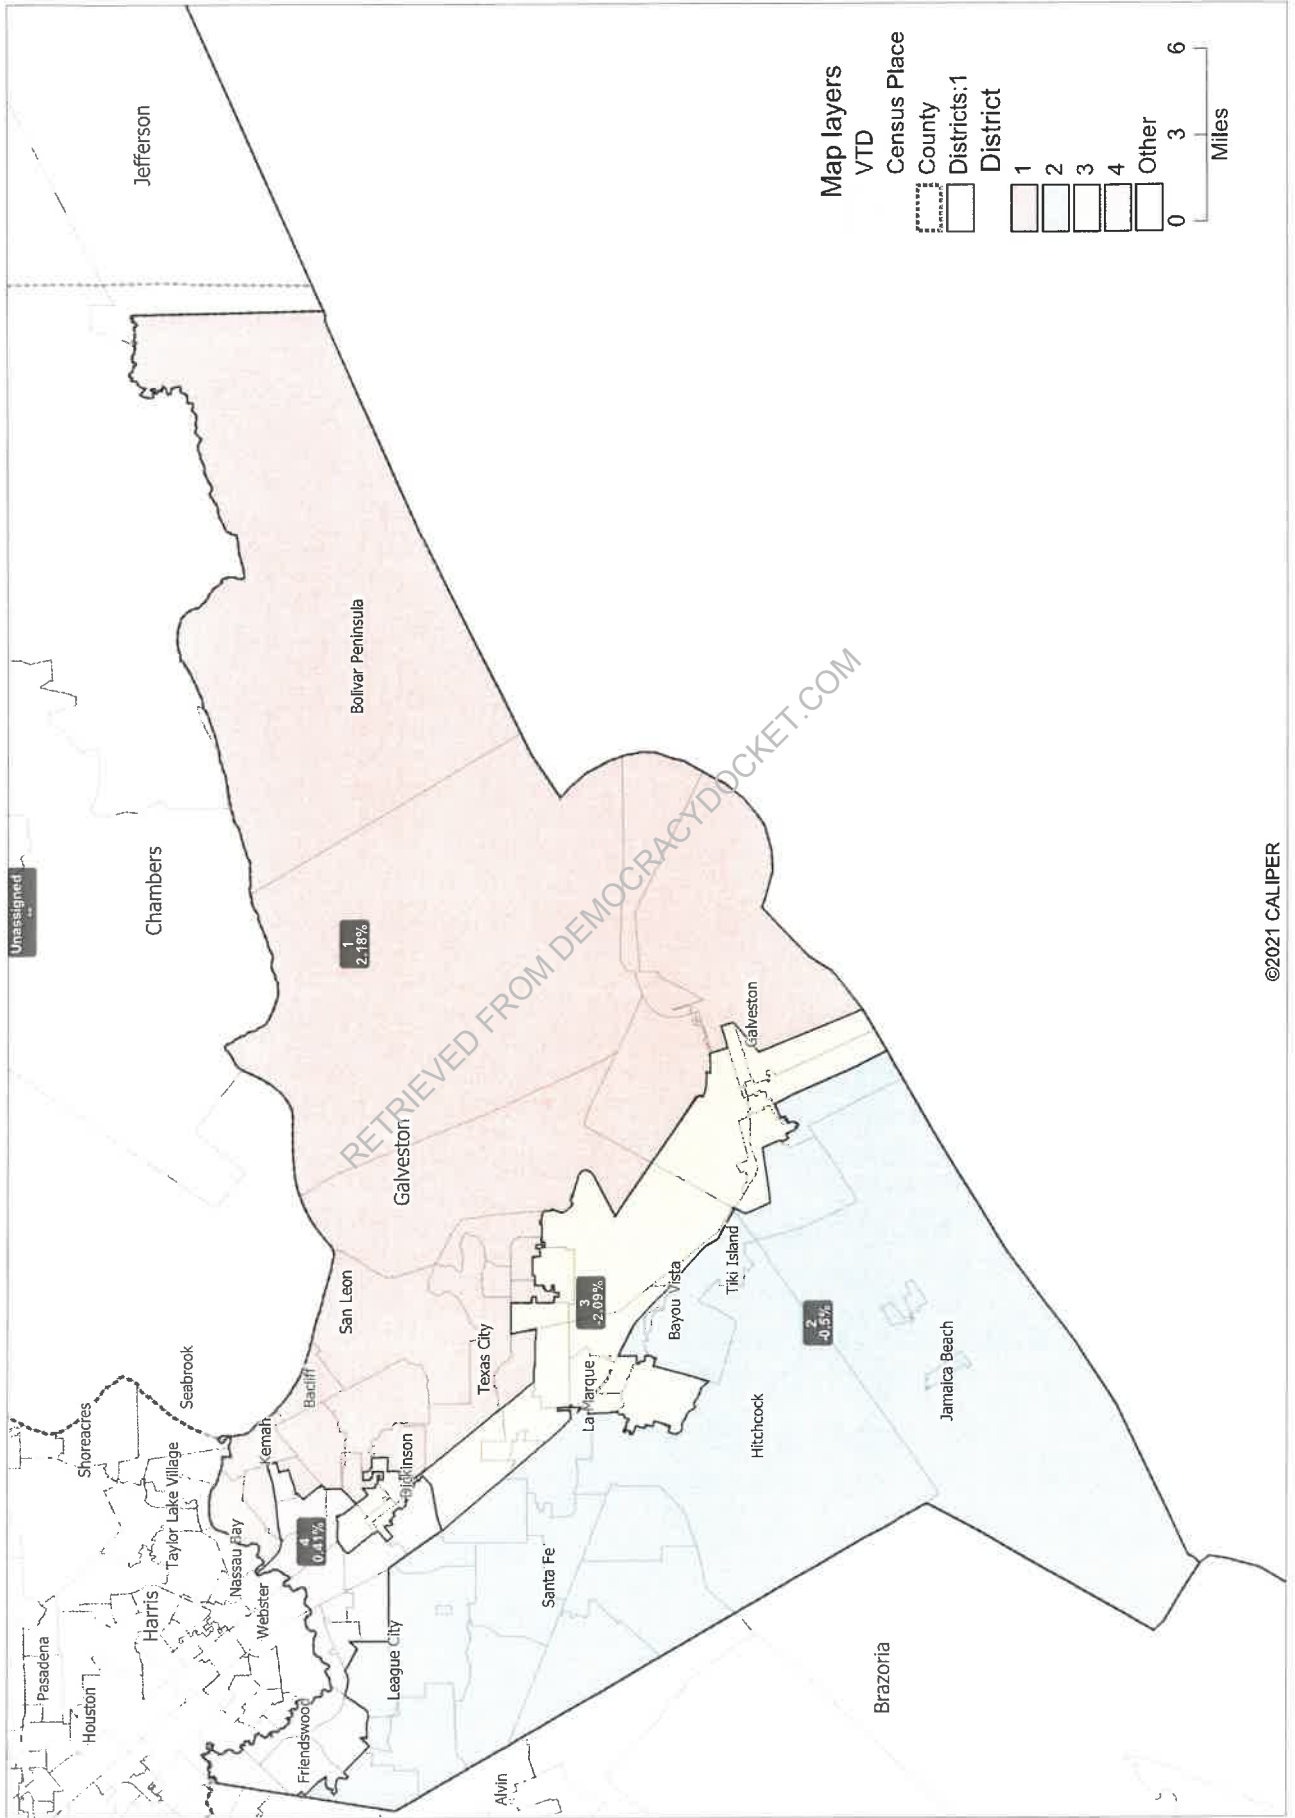 Unassigned
--
Jefferson
Chambers
Bolivar Peninsula
1
2.18%
Galveston
San Leon
Seabrook
Shoreacres
Taylor Lake Village
Bacliff
Kemah
Nassau Bay
Harris
Pasadena
Houston
Webster
4
0.41%
Dickinson
Texas City
3
-2.09%
La Marque
Bayou Vista
Tiki Island
Galveston
2
-0.5%
Jamaica Beach
Hitchcock
Santa Fe
League City
Friendswood
Alvin
Brazoria
Map layers
VTD
Census Place
County
Districts:1
District
1
2
3
4
Other
0 3 6
Miles
©2021 CALIPER
RETRIEVED FROM DEMOCRACYDOCKET.COM